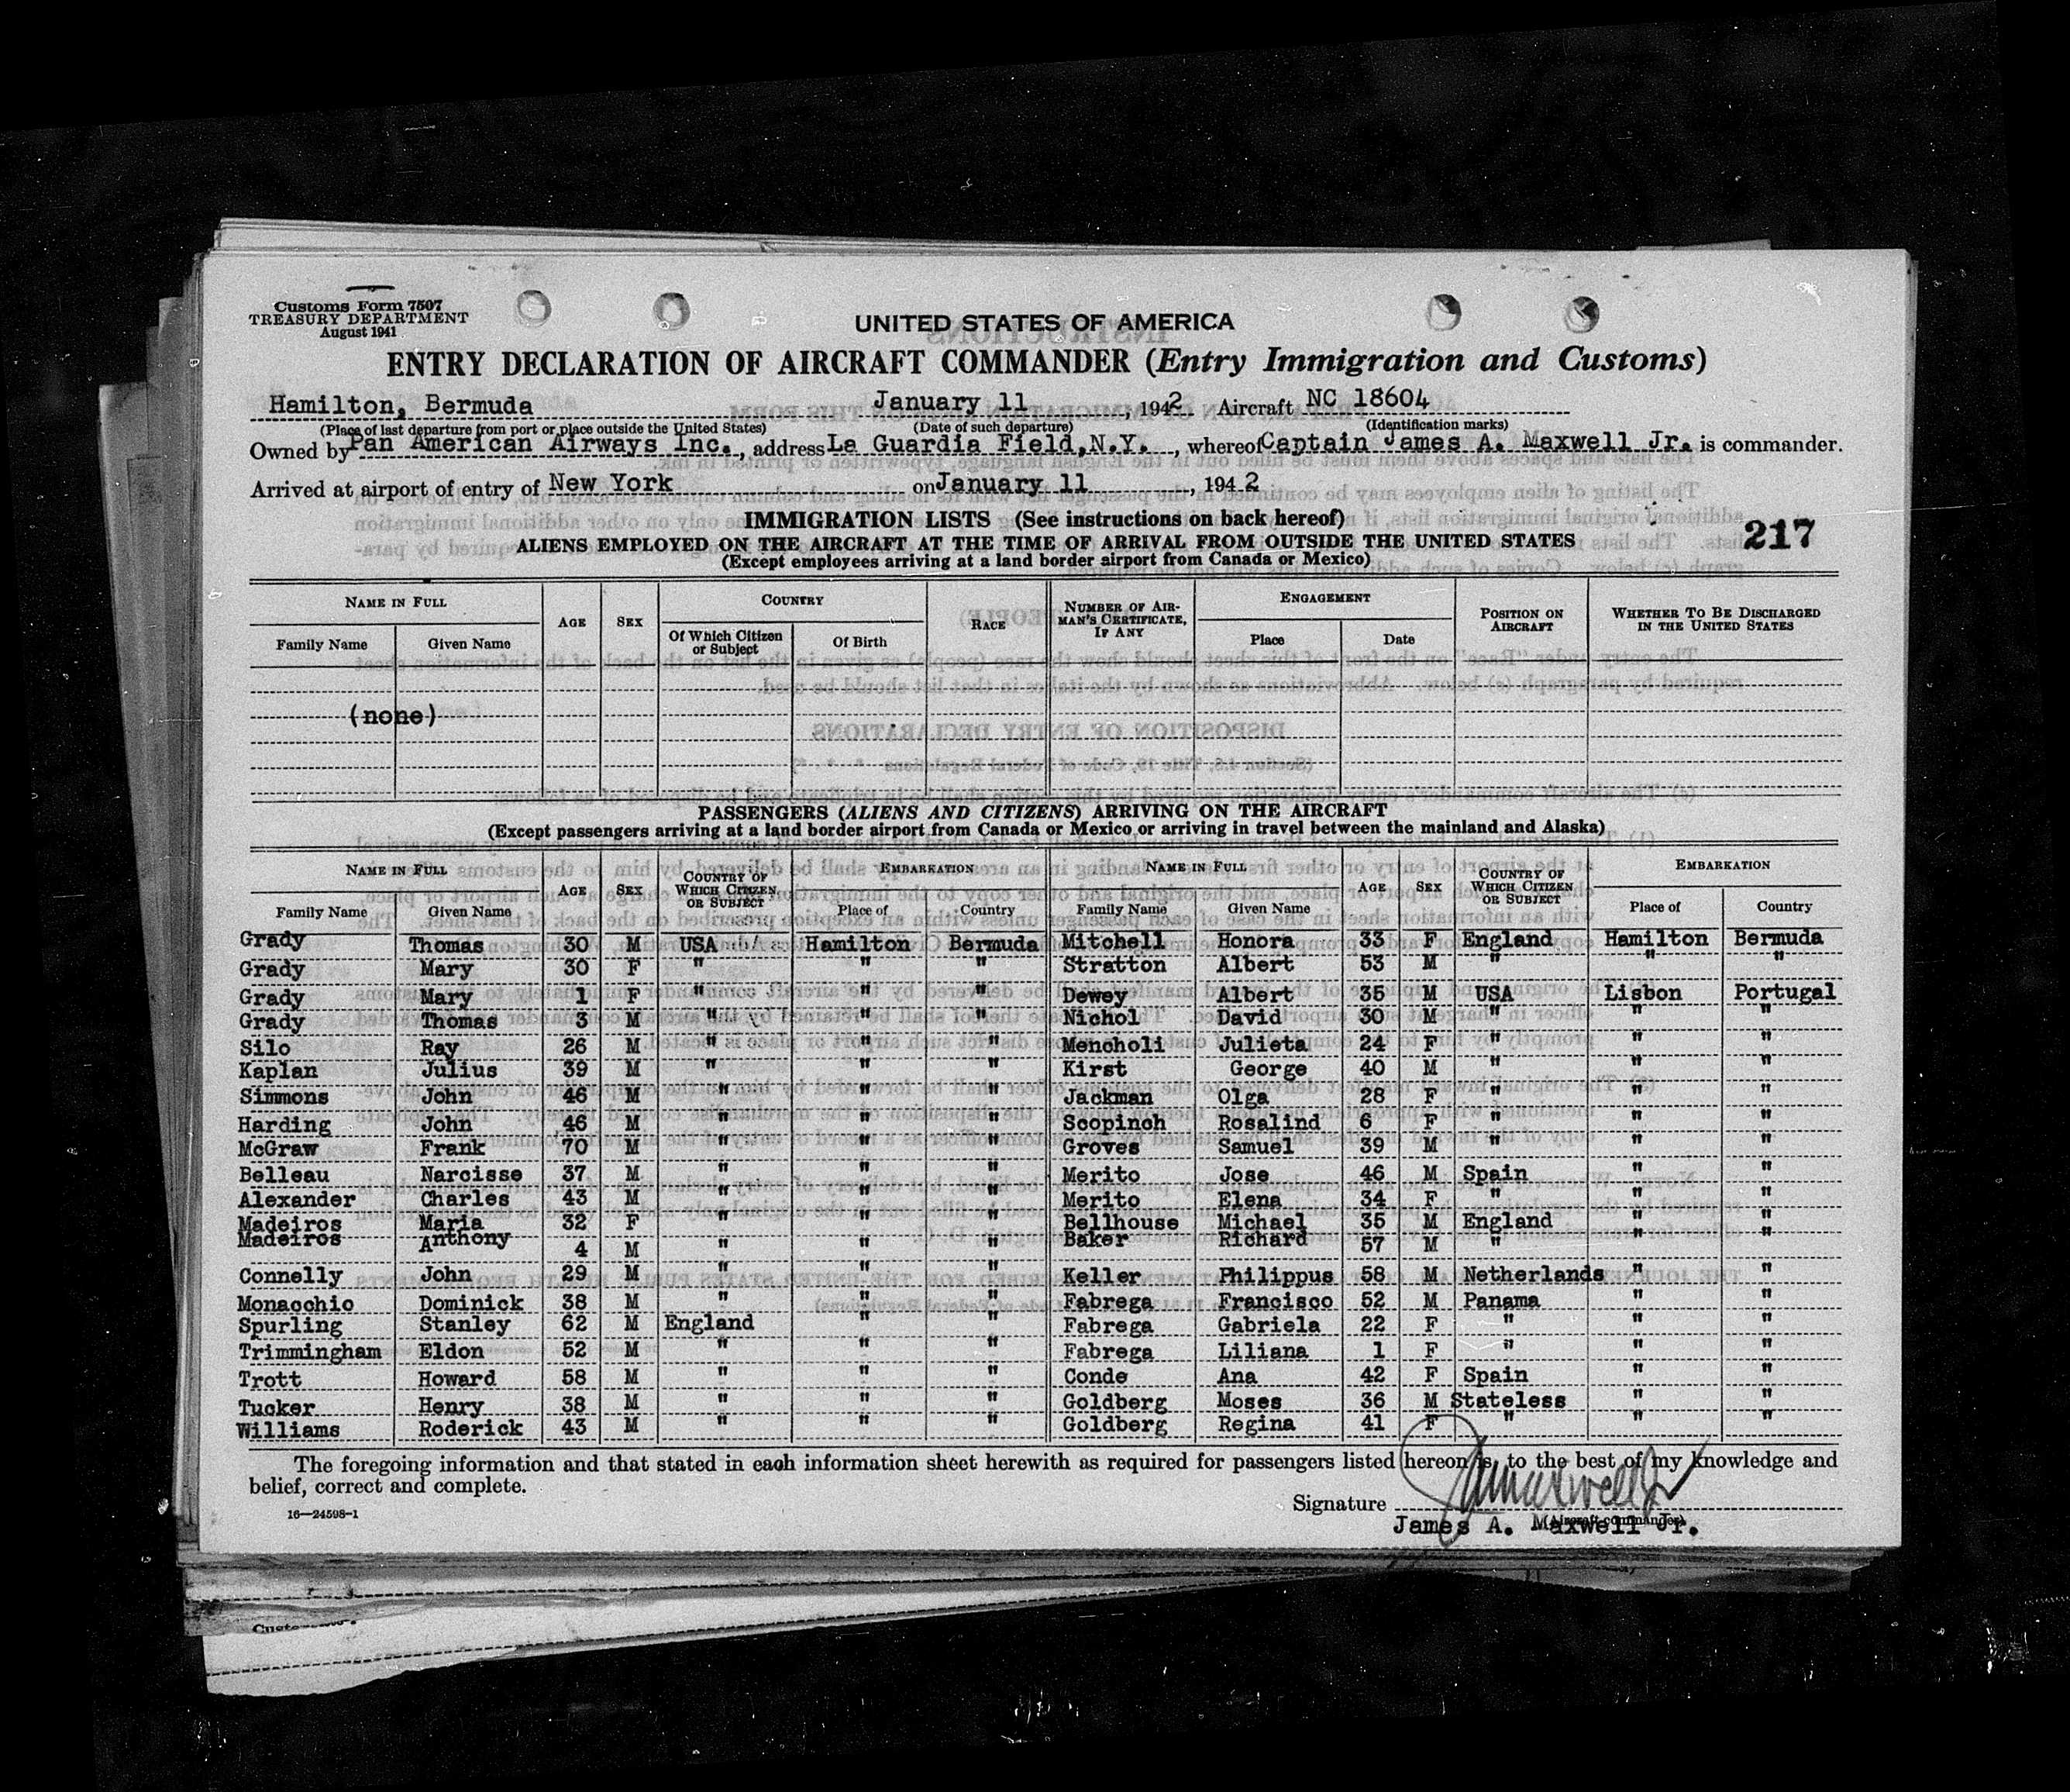 Customs Form 7507
TREASURY DEPARTMENT
August 1941
UNITED STATES OF AMERICA
ENTRY DECLARATION OF AIRCRAFT COMMANDER (Entry Immigration and Customs)
Hamilton, Bermuda January 11, 1942 Aircraft NC 18604
(Place of last departure from port or place outside the United States) (Date of such departure) (Identification marks)
Owned by Pan American Airways Inc., address La Guardia Field,N.Y., whereof Captain James A. Maxwell Jr. is commander.
Arrived at airport of entry of New York on January 11, 1942
IMMIGRATION LISTS (See instructions on back hereof)
217
ALIENS EMPLOYED ON THE AIRCRAFT AT THE TIME OF ARRIVAL FROM OUTSIDE THE UNITED STATES
(Except employees arriving at a land border airport from Canada or Mexico)
NAME IN FULL AGE SEX COUNTRY RACE NUMBER OF AIRMAN'S CERTIFICATE, IF ANY ENGAGEMENT POSITION ON AIRCRAFT WHETHER TO BE DISCHARGED IN THE UNITED STATES
Family Name Given Name Of Which Citizen or Subject Of Birth Place Date
(none)
PASSENGERS (ALIENS AND CITIZENS) ARRIVING ON THE AIRCRAFT
(Except passengers arriving at a land border airport from Canada or Mexico or arriving in travel between the mainland and Alaska)
NAME IN FULL AGE SEX COUNTRY OF WHICH CITIZEN OR SUBJECT EMBARKATION NAME IN FULL AGE SEX COUNTRY OF WHICH CITIZEN OR SUBJECT EMBARKATION
Family Name Given Name Place of Country Family Name Given Name Place of Country
Grady Thomas 30 M USA Hamilton Bermuda Mitchell Honora 33 F England Hamilton Bermuda
Grady Mary 30 F " " " Stratton Albert 53 M " " "
Grady Mary 1 F " " " Dewey Albert 35 M USA Lisbon Portugal
Grady Thomas 3 M " " " Nichol David 30 M " " "
Silo Ray 26 M " " " Mencholi Julieta 24 F " " "
Kaplan Julius 39 M " " " Kirst George 40 M " " "
Simmons John 46 M " " " Jackman Olga 28 F " " "
Harding John 46 M " " " Scopinch Rosalind 6 F " " "
McGraw Frank 70 M " " " Groves Samuel 39 M " " "
Belleau Narcisse 37 M " " " Merito Jose 46 M Spain " "
Alexander Charles 43 M " " " Merito Elena 34 F " " "
Madeiros Maria 32 F " " " Bellhouse Michael 35 M England " "
Madeiros Anthony 4 M " " " Baker Richard 57 M " " "
Connelly John 29 M " " " Keller Philippus 58 M Netherlands " "
Monacchio Dominick 38 M " " " Fabrega Francisco 52 M Panama " "
Spurling Stanley 62 M England " " Fabrega Gabriela 22 F " " "
Trimmingham Eldon 52 M " " " Fabrega Liliana 1 F " " "
Trott Howard 58 M " " " Conde Ana 42 F Spain " "
Tucker Henry 38 M " " " Goldberg Moses 36 M Stateless " "
Williams Roderick 43 M " " " Goldberg Regina 41 F " " "
The foregoing information and that stated in each information sheet herewith as required for passengers listed hereon is, to the best of my knowledge and
belief, correct and complete.
16—24598-1
Signature JAMaxwell Jr
(Aircraft commander)
James A. Maxwell Jr.